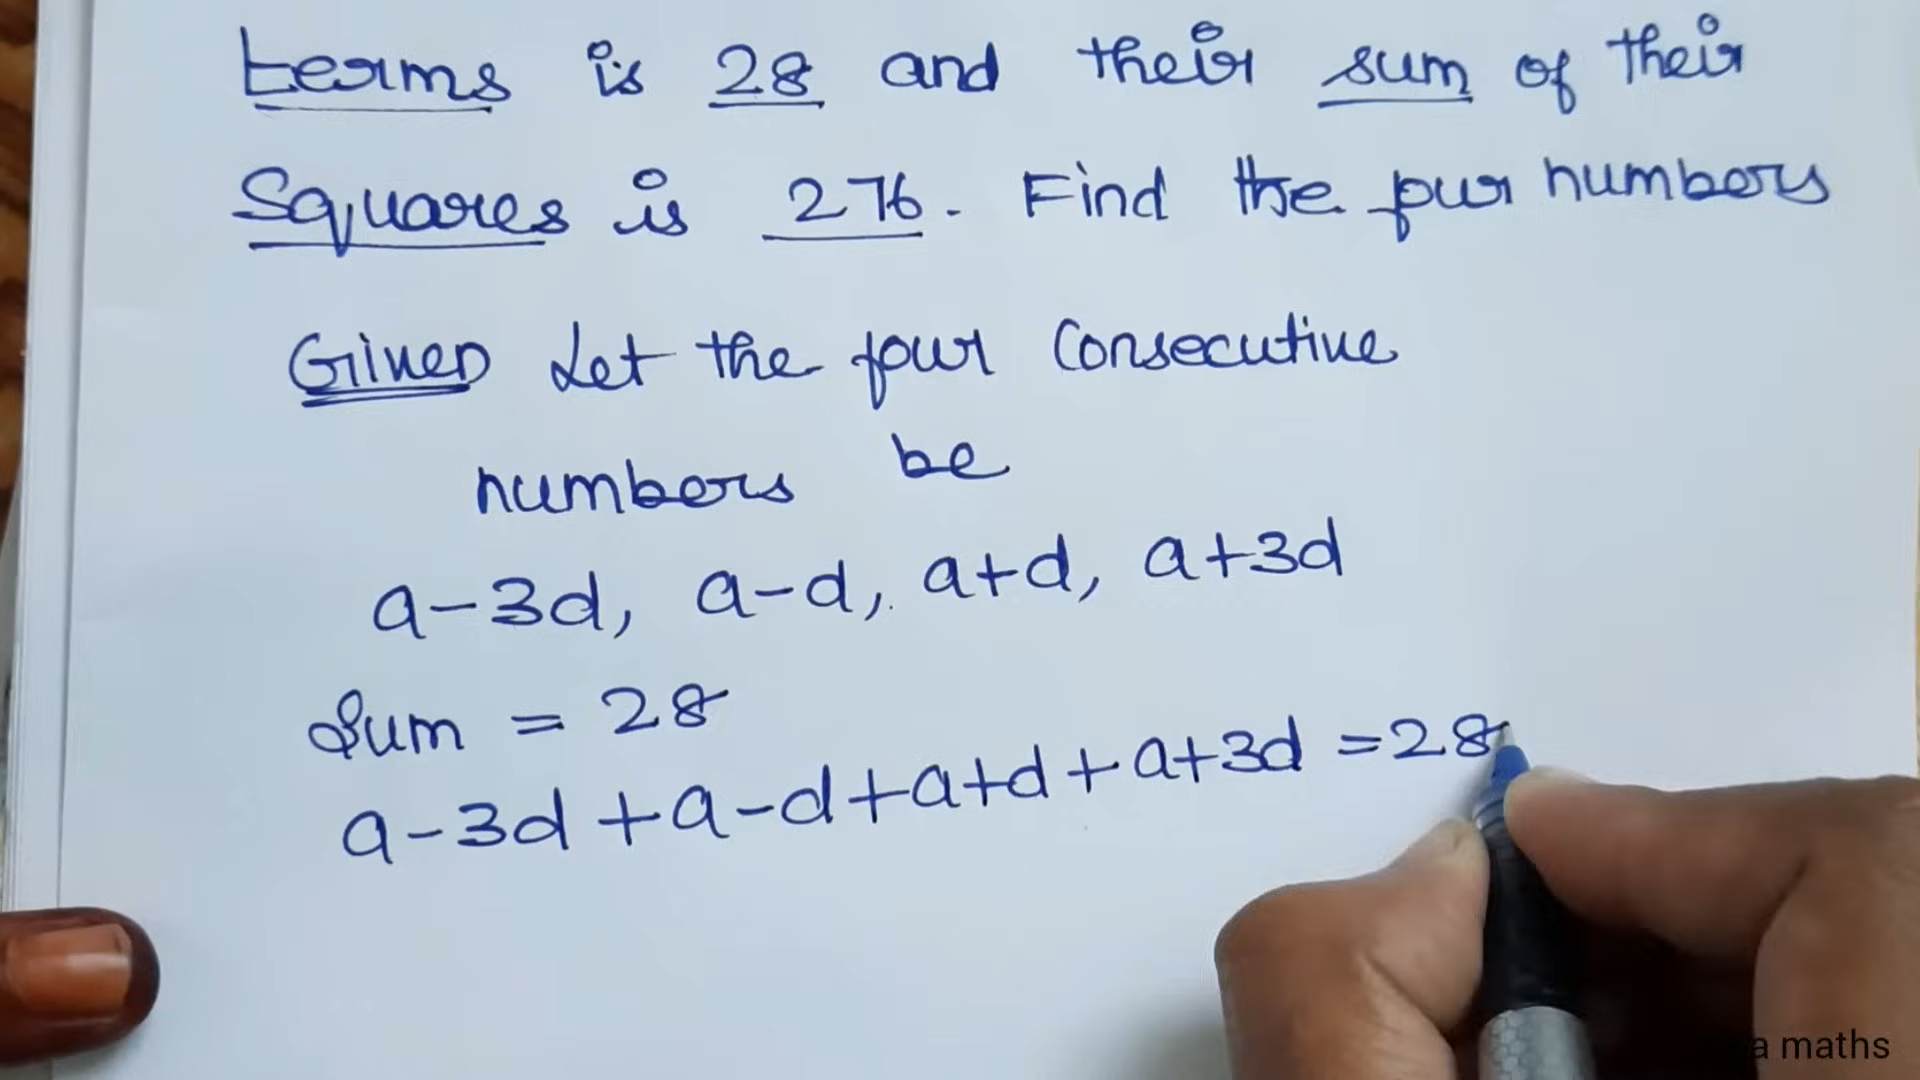 terms is 28 and their sum of their
Squares is 276. Find the four numbers
Given Let the four Consecutive
numbers be
a-3d, a-d, a+d, a+3d
Sum = 28
a-3d+a-d+a+d+a+3d=28
a maths